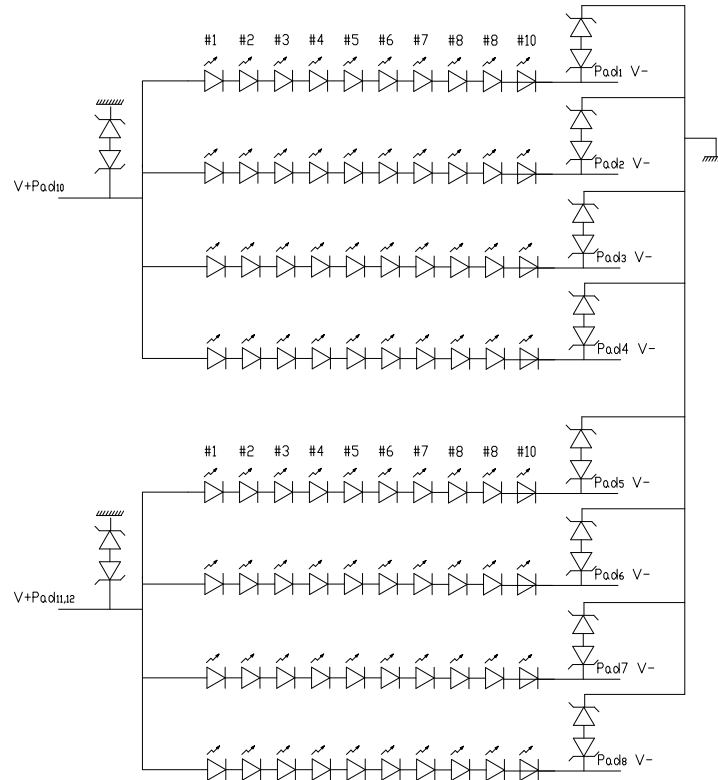 #1 #2 #3 #4 #5 #6 #7 #8 #8 #10
Pad1 V-
Pad2 V-
V+Pad10
Pad3 V-
Pad4 V-
#1 #2 #3 #4 #5 #6 #7 #8 #8 #10
Pad5 V-
Pad6 V-
V+Pad11,12
Pad7 V-
Pad8 V-